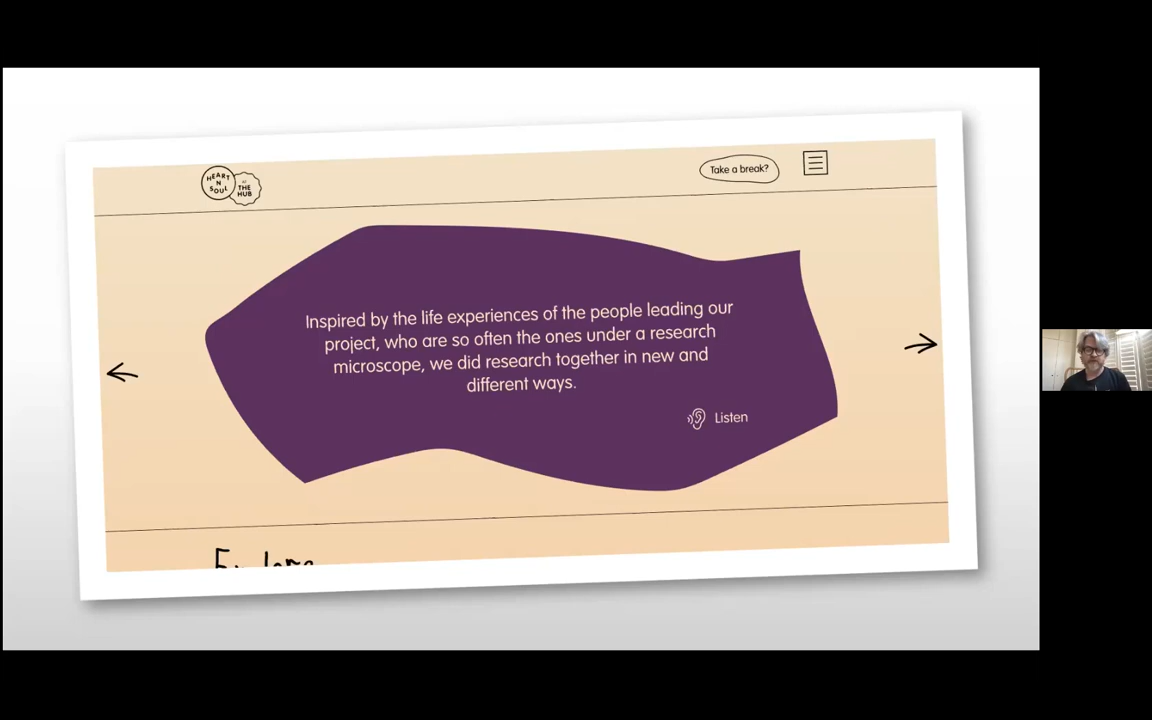 HEART
N
SOUL
AT
THE
HUB
Take a break?
Inspired by the life experiences of the people leading our
project, who are so often the ones under a research
microscope, we did research together in new and
different ways.
Listen